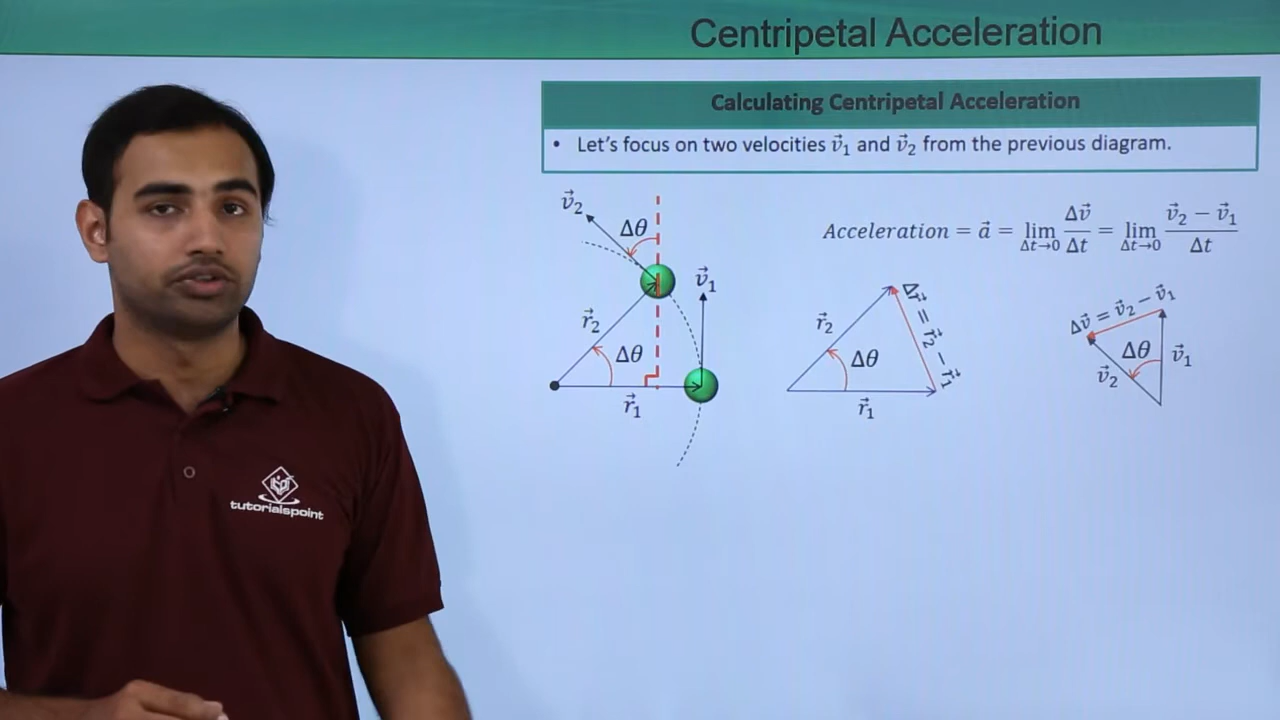 Centripetal Acceleration
Calculating Centripetal Acceleration
• Let's focus on two velocities v⃗₁ and v⃗₂ from the previous diagram.
Acceleration = a⃗ = lim Δt→0 Δv⃗/Δt = lim Δt→0 (v⃗₂ − v⃗₁)/Δt
v⃗₂
Δθ
v⃗₁
r⃗₂
Δθ
r⃗₁
r⃗₂
Δθ
r⃗₁
Δr⃗ = r⃗₂ − r⃗₁
Δv⃗ = v⃗₂ − v⃗₁
Δθ
v⃗₁
v⃗₂
tutorialspoint